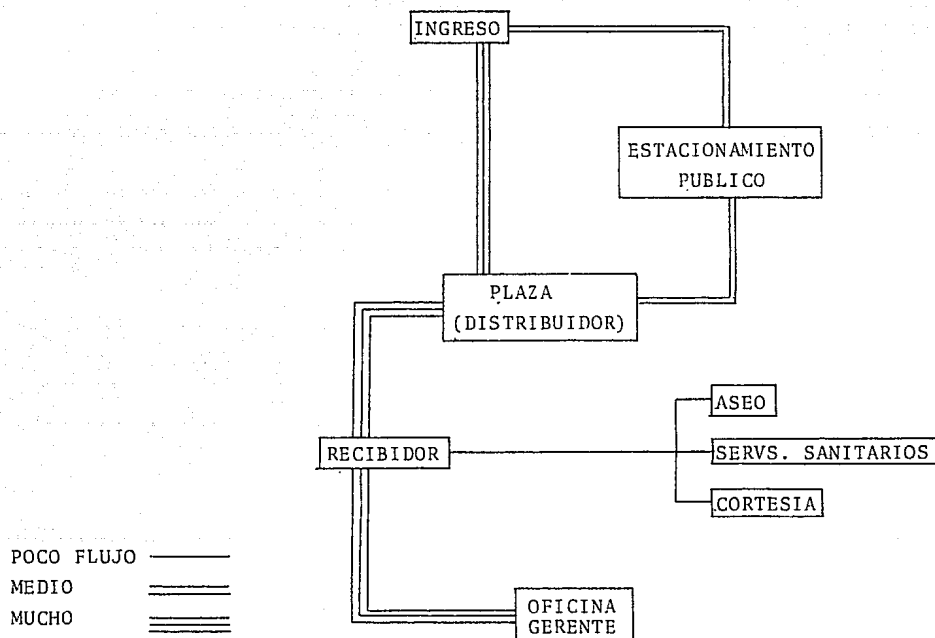 INGRESO
ESTACIONAMIENTO
PUBLICO
PLAZA
(DISTRIBUIDOR)
ASEO
RECIBIDOR
SERVS. SANITARIOS
CORTESIA
POCO FLUJO
MEDIO
MUCHO
OFICINA
GERENTE